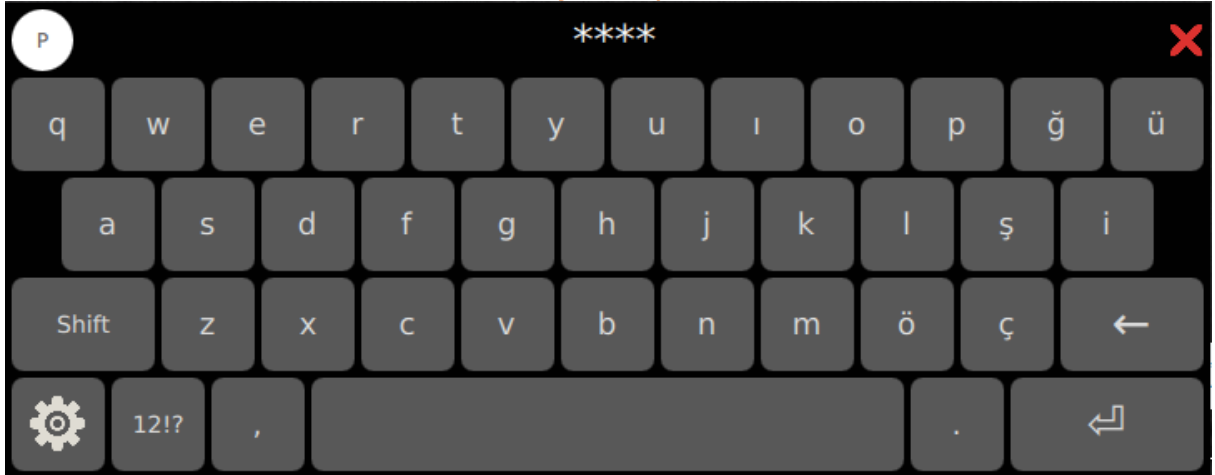 P ****
q w e r t y u ı o p ğ ü
a s d f g h j k l ş i
Shift z x c v b n m ö ç ←
12!? , . ⏎